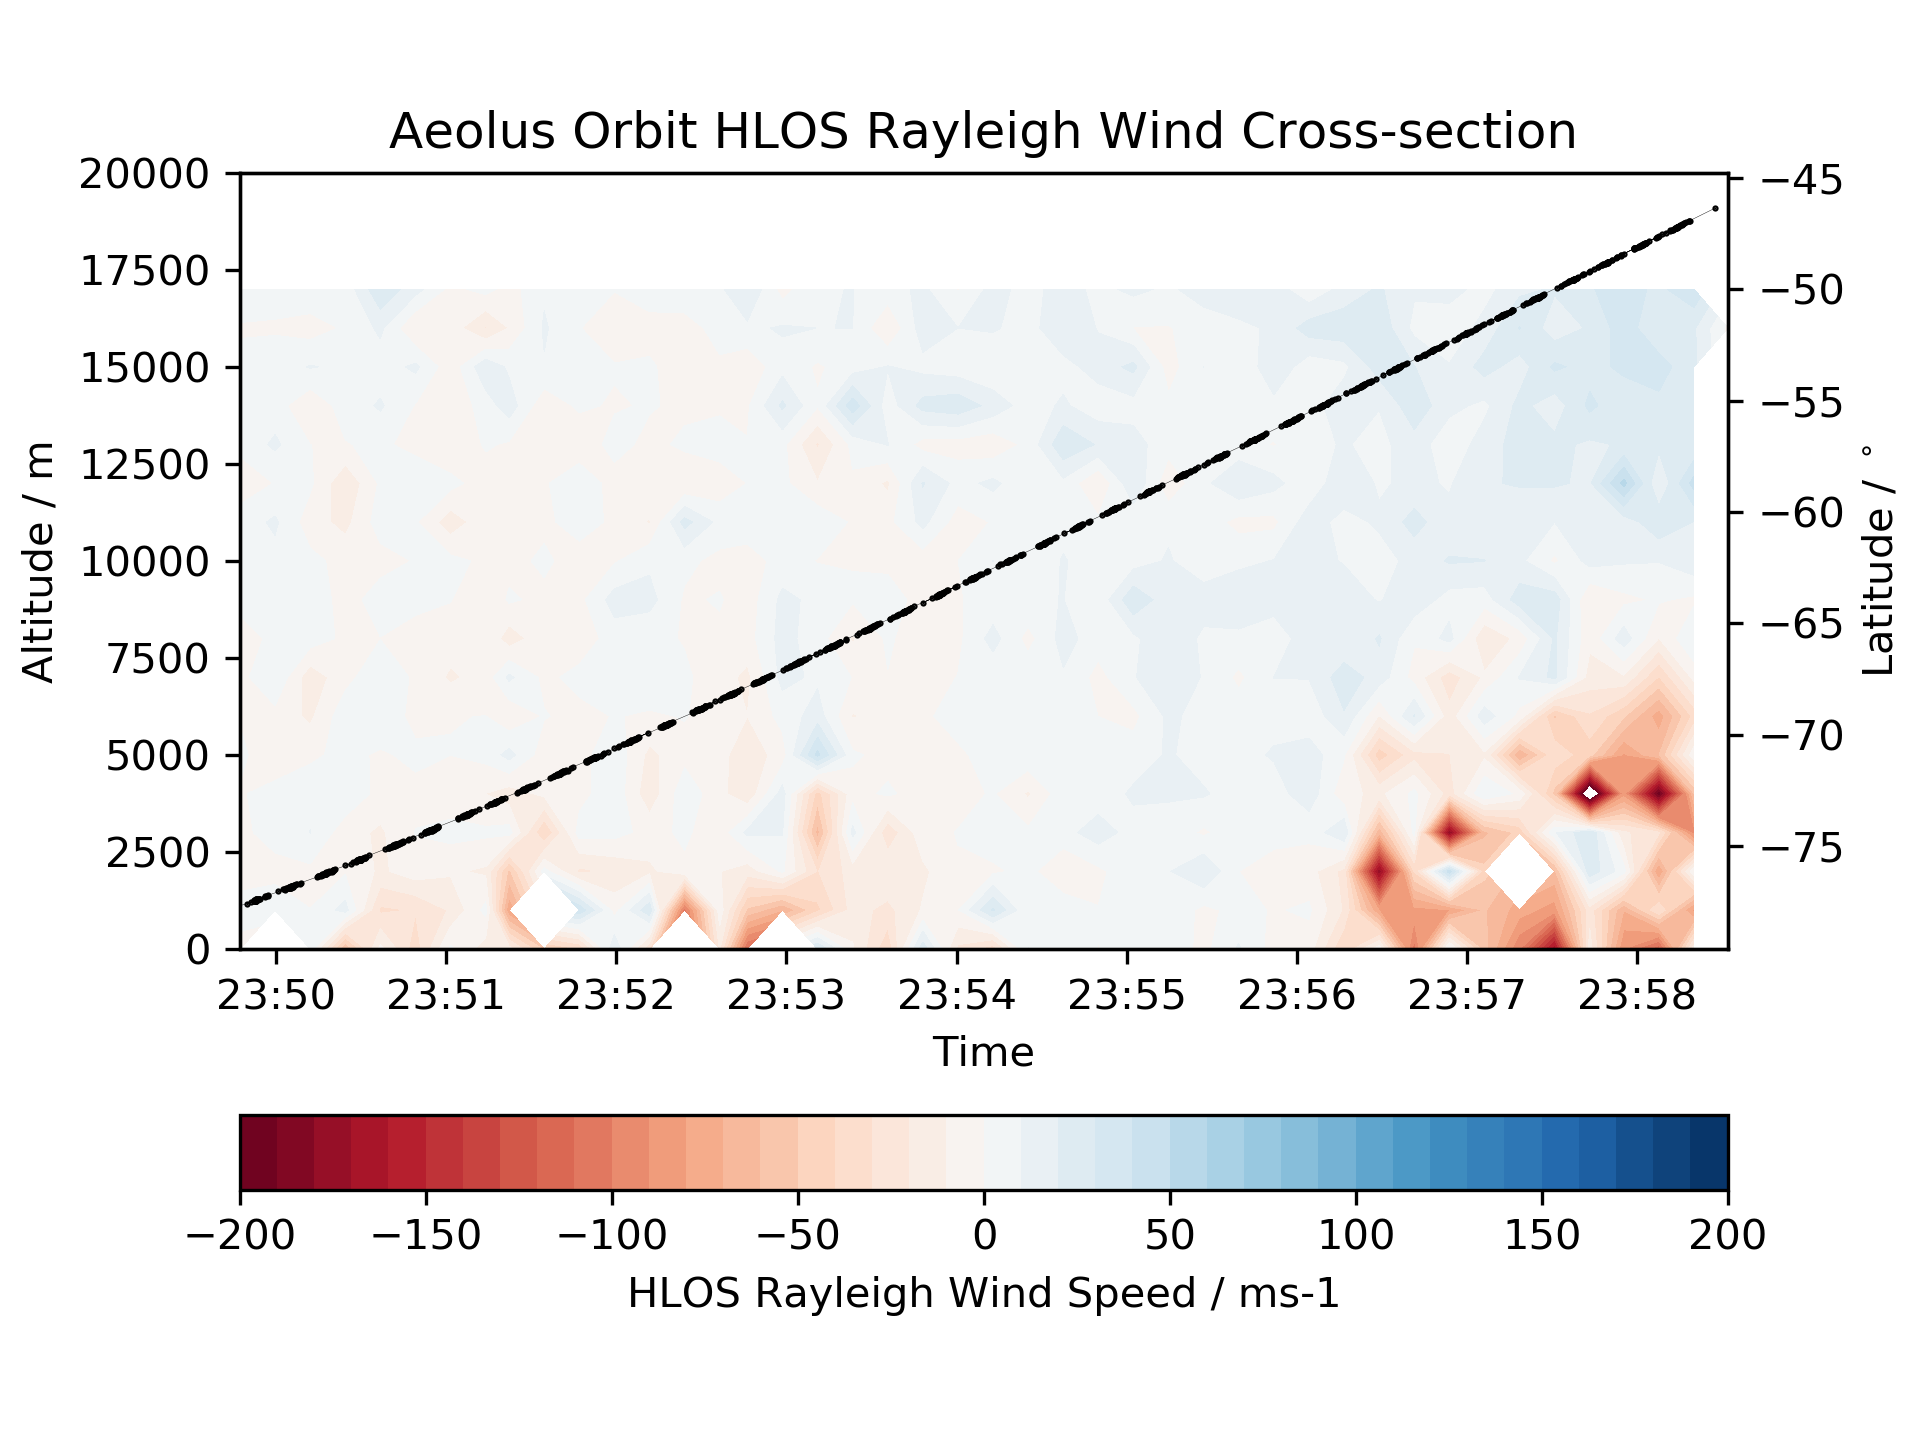 Aeolus Orbit HLOS Rayleigh Wind Cross-section
20000
17500
15000
12500
10000
7500
5000
2500
0
Altitude / m
−45
−50
−55
−60
−65
−70
−75
Latitude / °
23:50 23:51 23:52 23:53 23:54 23:55 23:56 23:57 23:58
Time
−200 −150 −100 −50 0 50 100 150 200
HLOS Rayleigh Wind Speed / ms-1